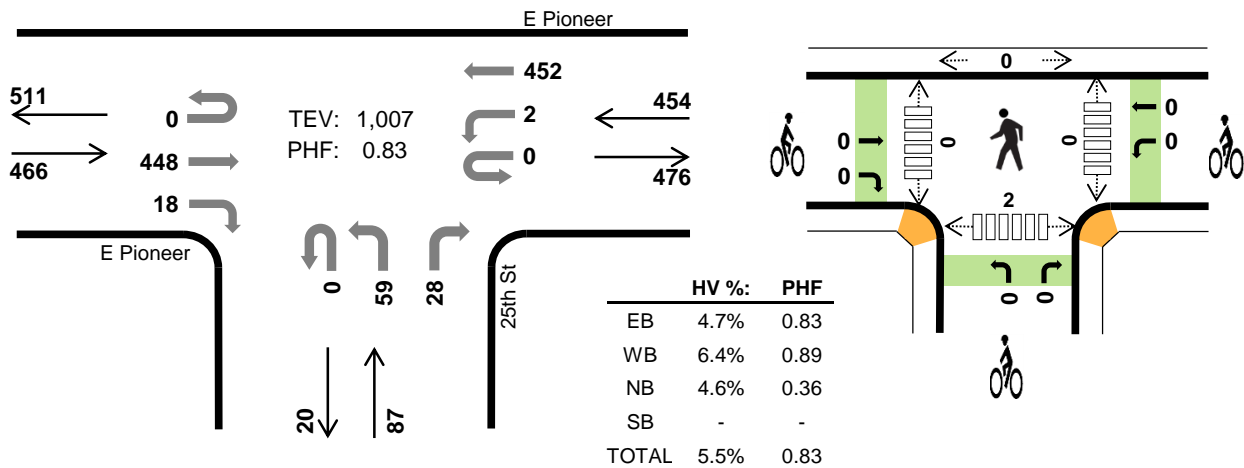 E Pioneer
511
466
0
448
18
TEV: 1,007
PHF: 0.83
452
2
0
454
476
E Pioneer
0
59
28
25th St
20
87
HV %: PHF
EB 4.7% 0.83
WB 6.4% 0.89
NB 4.6% 0.36
SB - -
TOTAL 5.5% 0.83
0
0
0
0
0
0
0
2
0
0